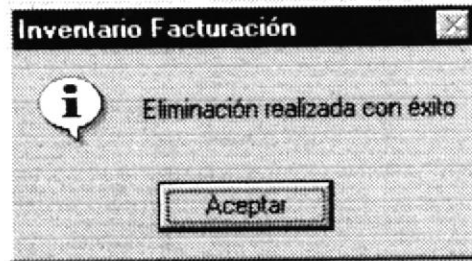 Inventario Facturación
Eliminación realizada con éxito
Aceptar